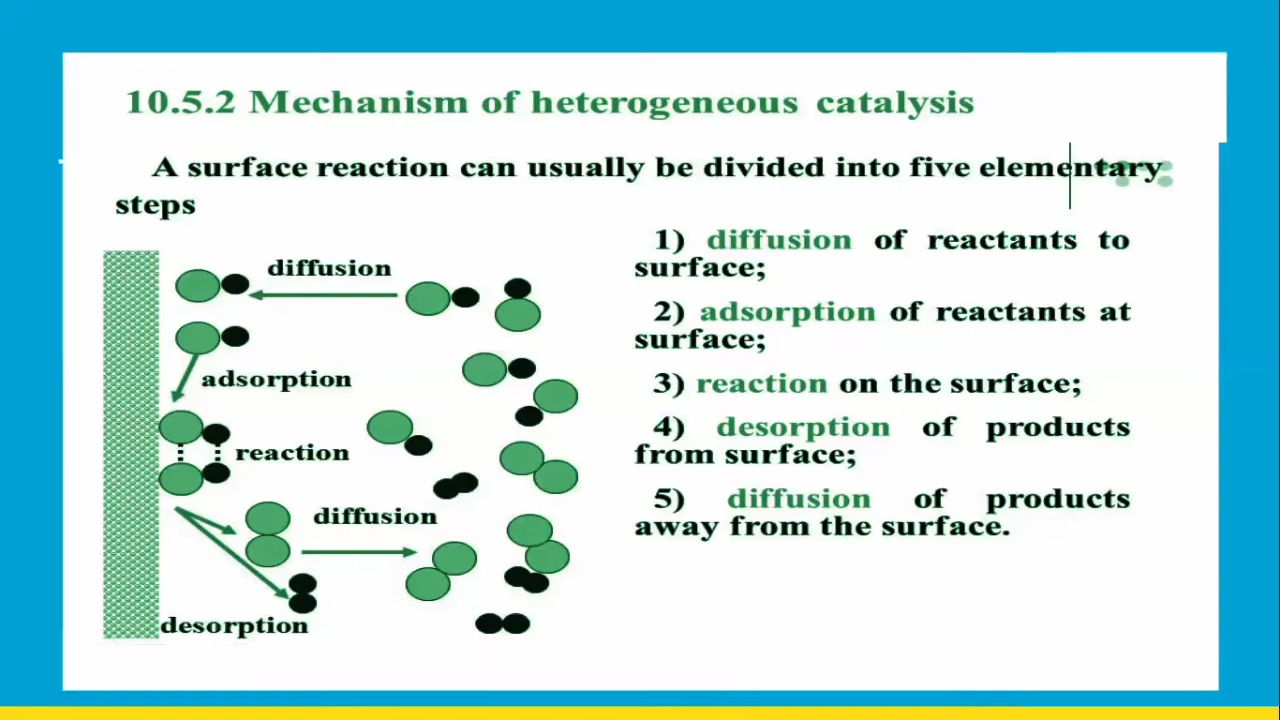 10.5.2 Mechanism of heterogeneous catalysis
A surface reaction can usually be divided into five elementary
steps
diffusion
adsorption
reaction
diffusion
desorption
1) diffusion of reactants to
surface;
2) adsorption of reactants at
surface;
3) reaction on the surface;
4) desorption of products
from surface;
5) diffusion of products
away from the surface.